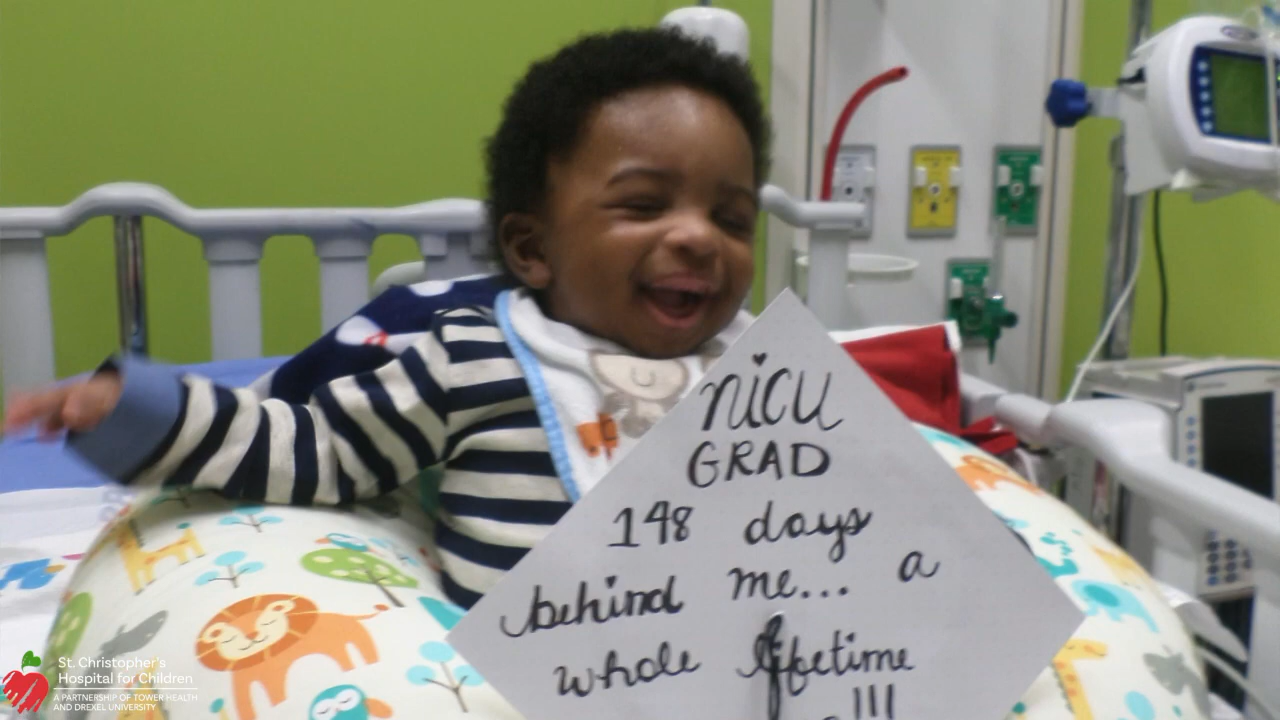 nicu
GRAD
148 days
behind me... a
whole lifetime
!!!
St. Christopher's
Hospital for Children
A PARTNERSHIP OF TOWER HEALTH
AND DREXEL UNIVERSITY